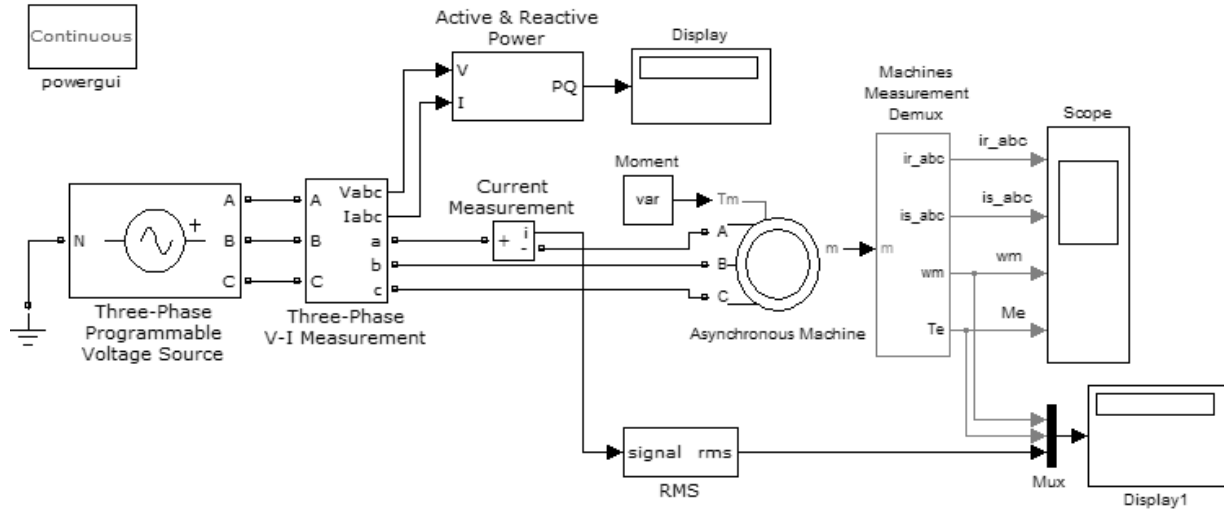 Continuous
powergui
Active & Reactive
Power
V
I
PQ
Display
Machines
Measurement
Demux
ir_abc
is_abc
wm
Te
m
Scope
ir_abc
is_abc
wm
Me
Moment
var
Tm
A
B
C
m
Asynchronous Machine
Current
Measurement
+
i
-
N
+
A
B
C
Three-Phase
Programmable
Voltage Source
A
B
C
Vabc
Iabc
a
b
c
Three-Phase
V-I Measurement
signal rms
RMS
Mux
Display1